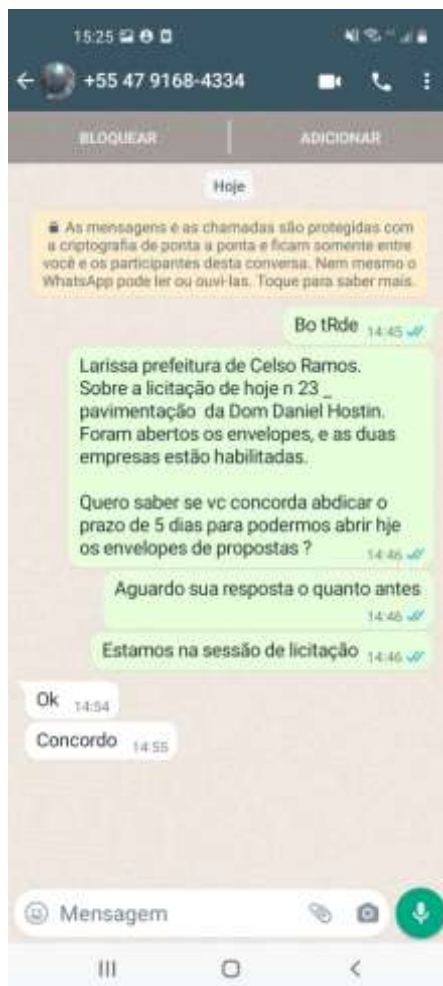 15:25
+55 47 9168-4334
BLOQUEAR ADICIONAR
Hoje
As mensagens e as chamadas são protegidas com
a criptografia de ponta a ponta e ficam somente entre
você e os participantes desta conversa. Nem mesmo o
WhatsApp pode ler ou ouvi-las. Toque para saber mais.
Bo tRde 14:45
Larissa prefeitura de Celso Ramos.
Sobre a licitação de hoje n 23 _
pavimentação da Dom Daniel Hostin.
Foram abertos os envelopes, e as duas
empresas estão habilitadas.
Quero saber se vc concorda abdicar o
prazo de 5 dias para podermos abrir hje
os envelopes de propostas ? 14:46
Aguardo sua resposta o quanto antes
14:46
Estamos na sessão de licitação 14:46
Ok 14:54
Concordo 14:55
Mensagem